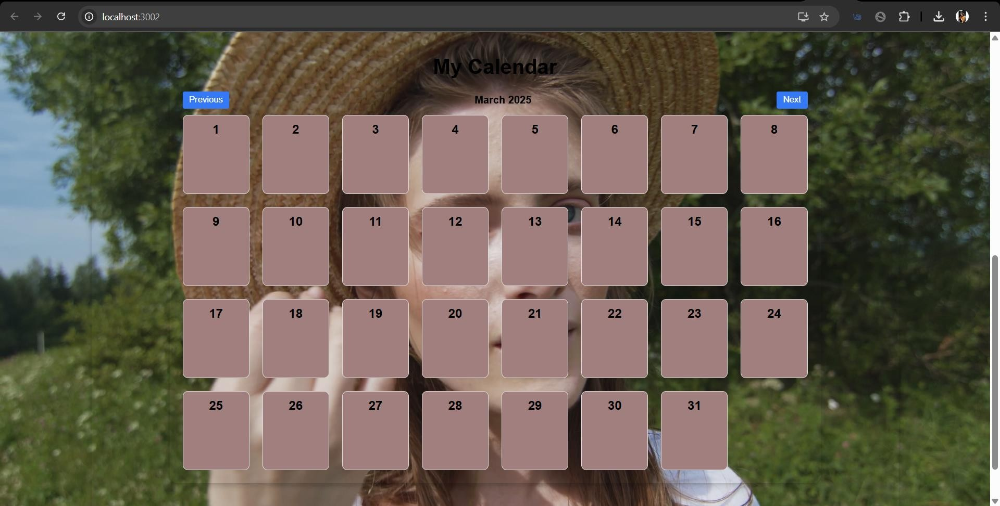 localhost:3002
My Calendar
Previous March 2025 Next
1 2 3 4 5 6 7 8
9 10 11 12 13 14 15 16
17 18 19 20 21 22 23 24
25 26 27 28 29 30 31